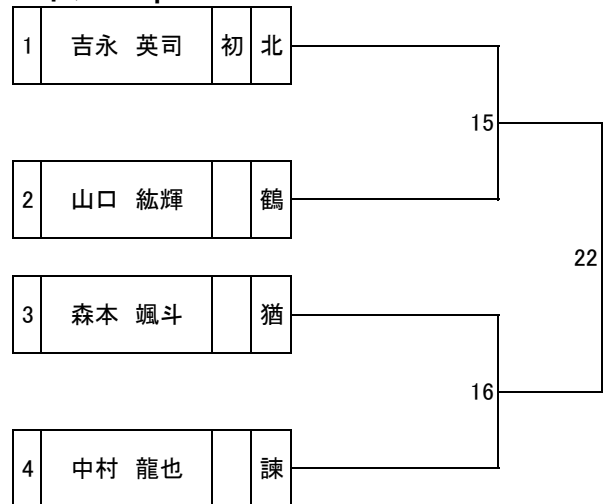 1 吉永 英司 初 北
15
2 山口 紘輝 鶴
22
3 森本 颯斗 猶
16
4 中村 龍也 諫